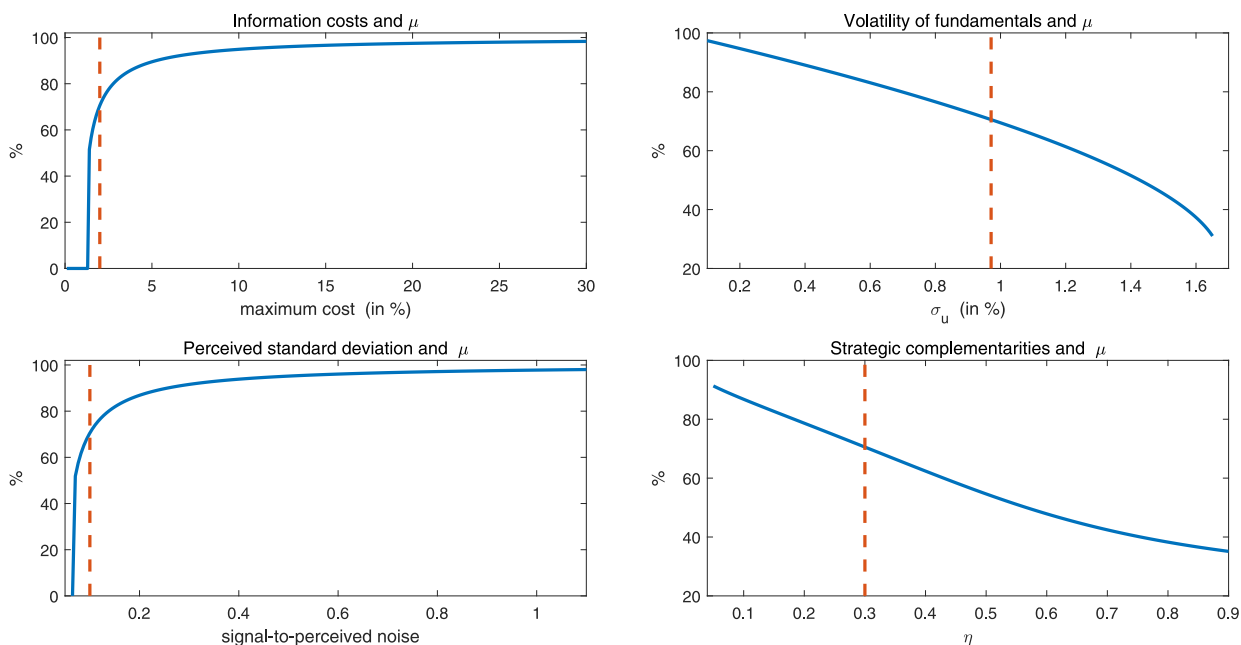 Information costs and μ
100
80
60
40
20
0
%
0 5 10 15 20 25 30
maximum cost (in %)
Volatility of fundamentals and μ
100
80
60
40
20
%
0.2 0.4 0.6 0.8 1 1.2 1.4 1.6
σu (in %)
Perceived standard deviation and μ
100
80
60
40
20
0
%
0.2 0.4 0.6 0.8 1
signal-to-perceived noise
Strategic complementarities and μ
100
80
60
40
20
%
0.1 0.2 0.3 0.4 0.5 0.6 0.7 0.8 0.9
η